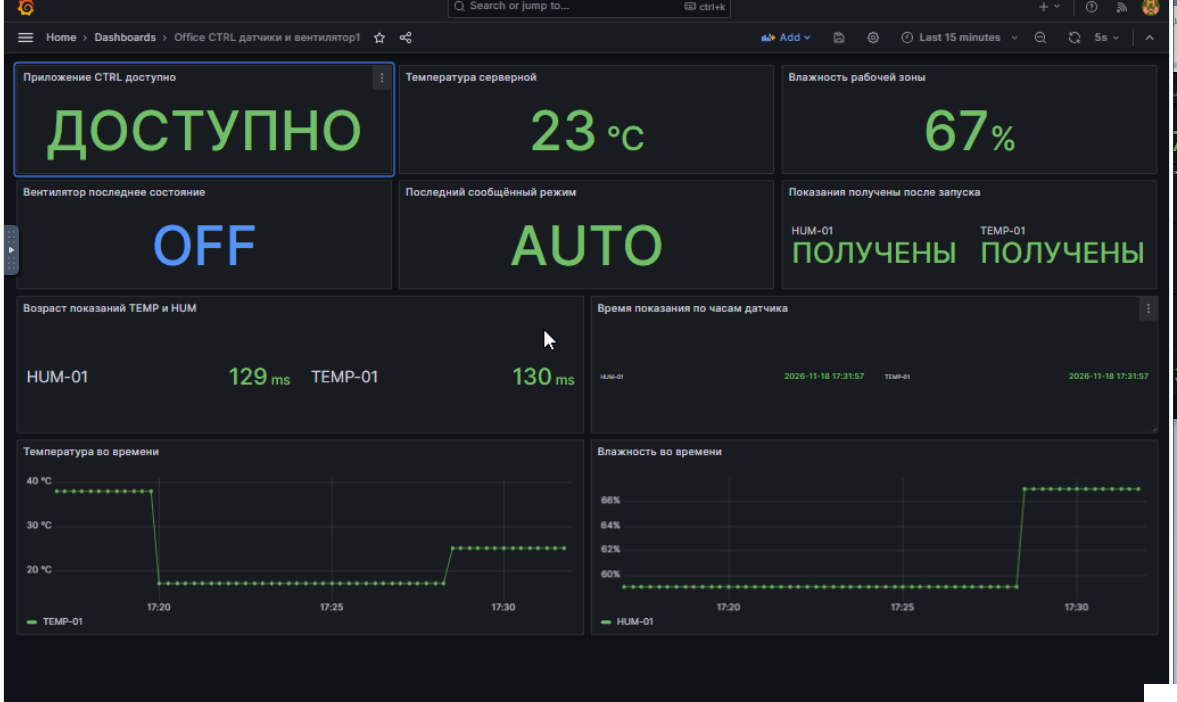 Search or jump to... ctrl+k
Home › Dashboards › Office CTRL датчики и вентилятор1 Add Last 15 minutes 5s
Приложение CTRL доступно
ДОСТУПНО
Температура серверной
23 °C
Влажность рабочей зоны
67%
Вентилятор последнее состояние
OFF
Последний сообщённый режим
AUTO
Показания получены после запуска
HUM-01 TEMP-01
ПОЛУЧЕНЫ ПОЛУЧЕНЫ
Возраст показаний TEMP и HUM
HUM-01 129 ms TEMP-01 130 ms
Время показания по часам датчика
HUM-01 2026-11-18 17:31:57 TEMP-01 2026-11-18 17:31:57
Температура во времени
40 °C
30 °C
20 °C
17:20 17:25 17:30
TEMP-01
Влажность во времени
66%
64%
62%
60%
17:20 17:25 17:30
HUM-01